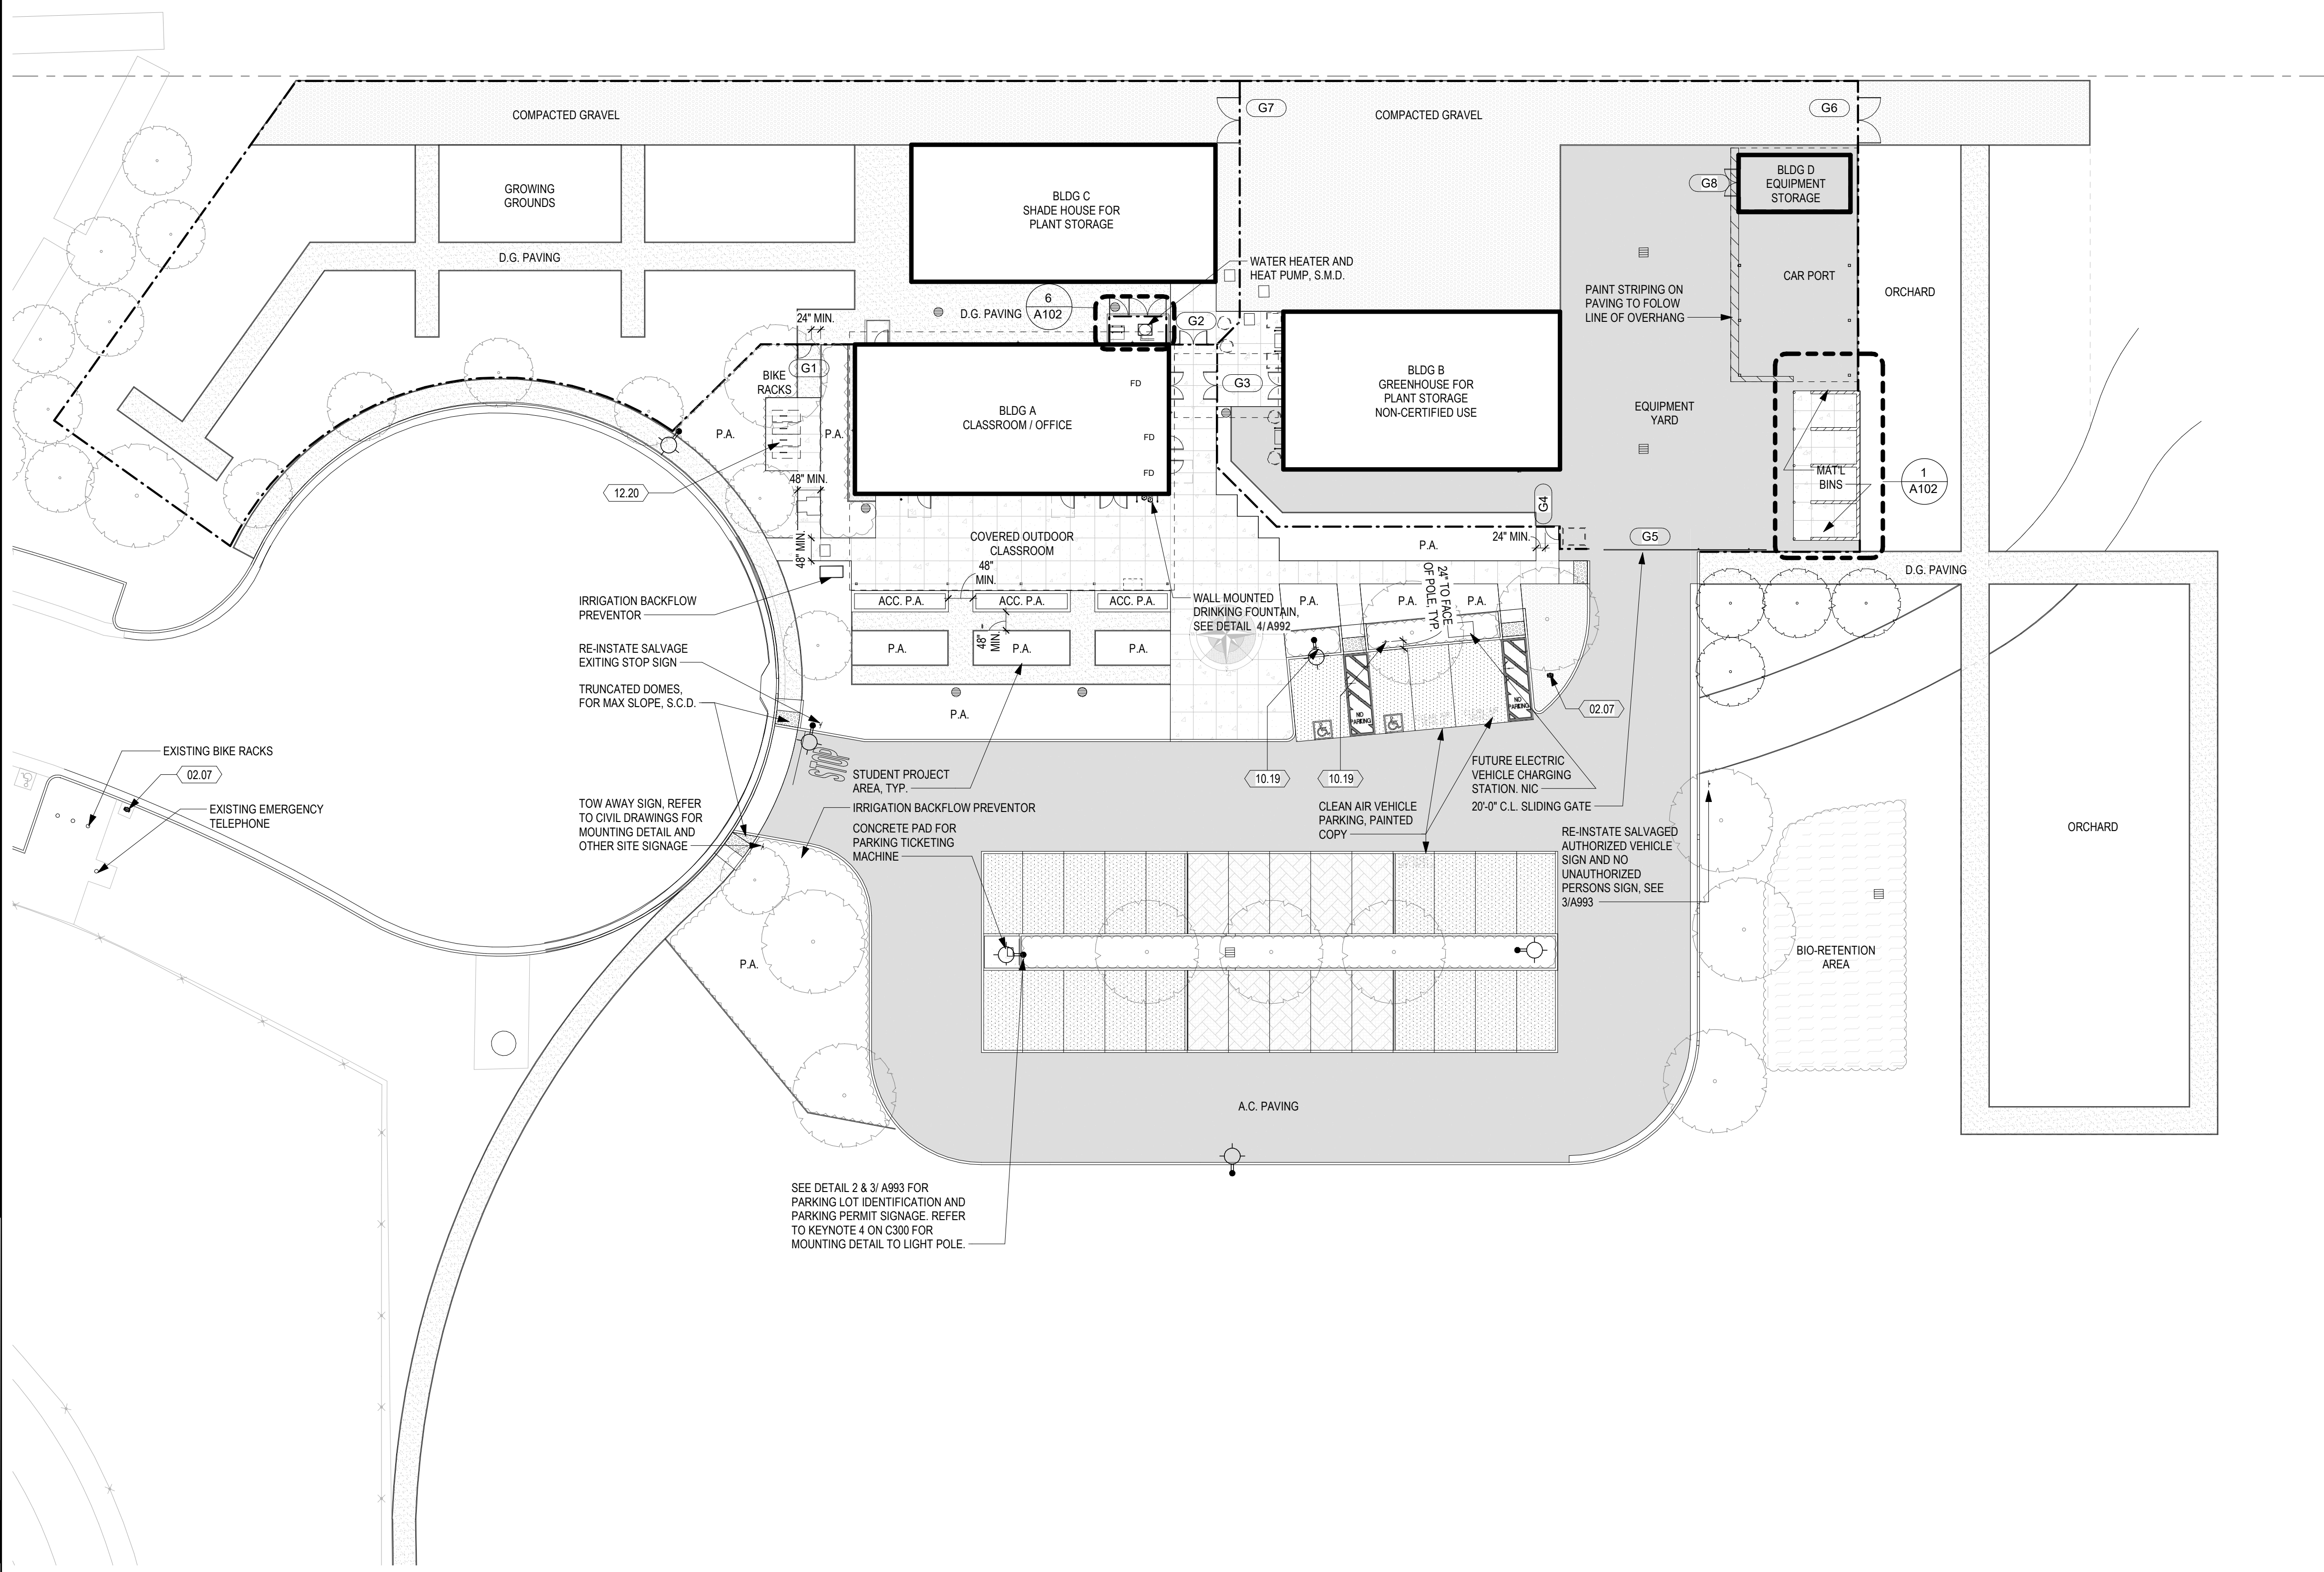 COMPACTED GRAVEL
G7
COMPACTED GRAVEL
G6
GROWING
GROUNDS
BLDG C
SHADE HOUSE FOR
PLANT STORAGE
G8
BLDG D
EQUIPMENT
STORAGE
D.G. PAVING
WATER HEATER AND
HEAT PUMP, S.M.D.
CAR PORT
ORCHARD
PAINT STRIPING ON
PAVING TO FOLOW
LINE OF OVERHANG
6
A102
D.G. PAVING
G2
24" MIN.
G1
BIKE
RACKS
P.A.
P.A.
FD
BLDG A
CLASSROOM / OFFICE
FD
FD
G3
BLDG B
GREENHOUSE FOR
PLANT STORAGE
NON-CERTIFIED USE
EQUIPMENT
YARD
MAT'L
BINS
1
A102
12.20
48" MIN.
48" MIN.
COVERED OUTDOOR
CLASSROOM
48"
MIN.
G4
24" MIN.
G5
P.A.
D.G. PAVING
IRRIGATION BACKFLOW
PREVENTOR
ACC. P.A.
ACC. P.A.
ACC. P.A.
WALL MOUNTED
DRINKING FOUNTAIN,
SEE DETAIL 4/ A992
P.A.
P.A.
P.A.
24" TO FACE
OF POLE, TYP
RE-INSTATE SALVAGE
EXITING STOP SIGN
P.A.
48"
MIN.
P.A.
P.A.
TRUNCATED DOMES,
FOR MAX SLOPE, S.C.D.
P.A.
NO
PARKING
NO
PARKING
02.07
STOP
EXISTING BIKE RACKS
02.07
EXISTING EMERGENCY
TELEPHONE
STUDENT PROJECT
AREA, TYP.
10.19
10.19
FUTURE ELECTRIC
VEHICLE CHARGING
STATION. NIC
20'-0" C.L. SLIDING GATE
TOW AWAY SIGN, REFER
TO CIVIL DRAWINGS FOR
MOUNTING DETAIL AND
OTHER SITE SIGNAGE
IRRIGATION BACKFLOW PREVENTOR
CONCRETE PAD FOR
PARKING TICKETING
MACHINE
CLEAN AIR VEHICLE
PARKING, PAINTED
COPY
RE-INSTATE SALVAGED
AUTHORIZED VEHICLE
SIGN AND NO
UNAUTHORIZED
PERSONS SIGN, SEE
3/A993
ORCHARD
P.A.
BIO-RETENTION
AREA
A.C. PAVING
SEE DETAIL 2 & 3/ A993 FOR
PARKING LOT IDENTIFICATION AND
PARKING PERMIT SIGNAGE. REFER
TO KEYNOTE 4 ON C300 FOR
MOUNTING DETAIL TO LIGHT POLE.